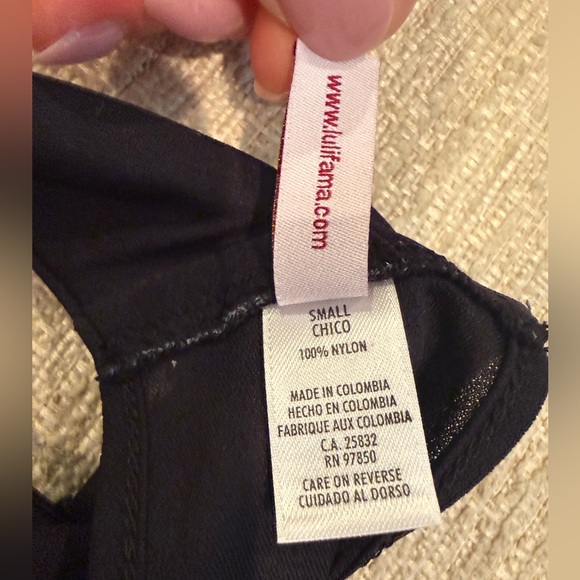 www.lulifama.com
SMALL
CHICO
100% NYLON
MADE IN COLOMBIA
HECHO EN COLOMBIA
FABRIQUE AUX COLOMBIA
C.A. 25832
RN 97850
CARE ON REVERSE
CUIDADO AL DORSO